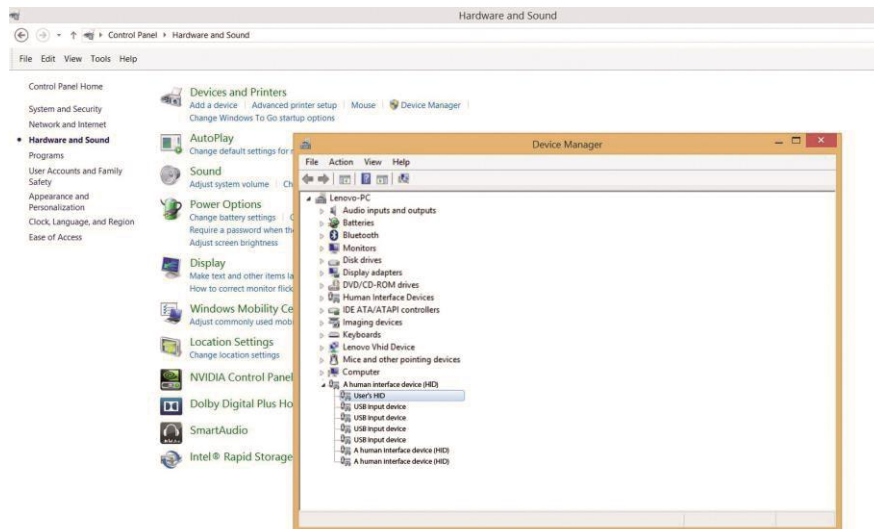 Hardware and Sound
Control Panel Hardware and Sound
File Edit View Tools Help
Control Panel Home
System and Security
Network and Internet
Hardware and Sound
Programs
User Accounts and Family
Safety
Appearance and
Personalization
Clock, Language, and Region
Ease of Access
Devices and Printers
Add a device Advanced printer setup Mouse Device Manager
Change Windows To Go startup options
AutoPlay
Change default settings for
Sound
Adjust system volume
Power Options
Change battery settings
Require a password when
Adjust screen brightness
Display
Make text and other items
How to correct monitor
Windows Mobility
Adjust commonly used
Location Settings
Change location settings
NVIDIA Control Panel
Dolby Digital Plus
SmartAudio
Intel® Rapid Storage
Device Manager
File Action View Help
Lenovo-PC
Audio inputs and outputs
Batteries
Bluetooth
Monitors
Disk drives
Display adapters
DVD/CD-ROM drives
Human Interface Devices
IDE ATA/ATAPI controllers
Imaging devices
Keyboards
Lenovo Vhid Device
Mice and other pointing devices
Computer
A human interface device (HID)
User's HID
USB Input device
USB Input device
USB Input device
USB Input device
A human Interface device (HID)
A human Interface device (HID)